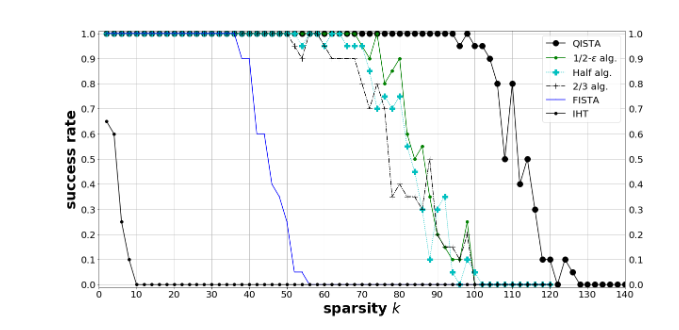 1.0 1.0
0.9 0.9
0.8 0.8
0.7 0.7
0.6 0.6
0.5 0.5
0.4 0.4
0.3 0.3
0.2 0.2
0.1 0.1
0.0 0.0
success rate
QISTA
1/2-ε alg.
Half alg.
2/3 alg.
FISTA
IHT
0 10 20 30 40 50 60 70 80 90 100 110 120 130 140
sparsity k